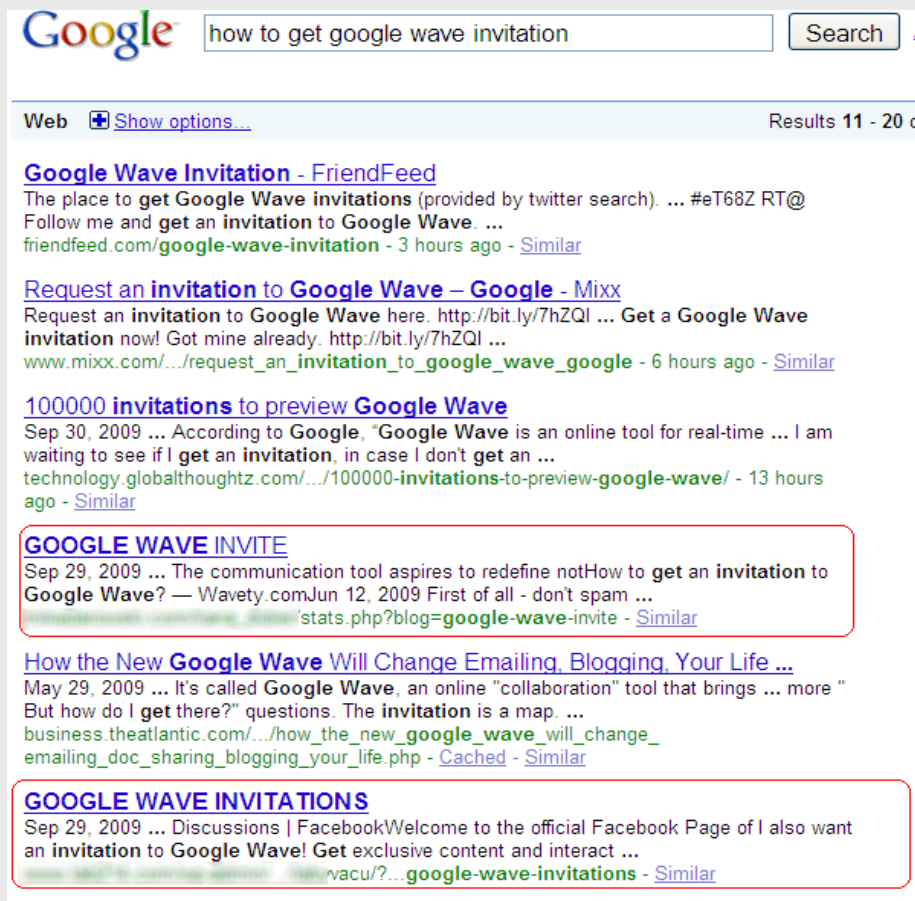 Google™ how to get google wave invitation Search
Web Show options... Results 11 - 20
Google Wave Invitation - FriendFeed
The place to get Google Wave invitations (provided by twitter search). ... #eT68Z RT@
Follow me and get an invitation to Google Wave. ...
friendfeed.com/google-wave-invitation - 3 hours ago - Similar
Request an invitation to Google Wave – Google - Mixx
Request an invitation to Google Wave here. http://bit.ly/7hZQI ... Get a Google Wave
invitation now! Got mine already. http://bit.ly/7hZQI ...
www.mixx.com/.../request_an_invitation_to_google_wave_google - 6 hours ago - Similar
100000 invitations to preview Google Wave
Sep 30, 2009 ... According to Google, "Google Wave is an online tool for real-time ... I am
waiting to see if I get an invitation, in case I don't get an ...
technology.globalthoughtz.com/.../100000-invitations-to-preview-google-wave/ - 13 hours
ago - Similar
GOOGLE WAVE INVITE
Sep 29, 2009 ... The communication tool aspires to redefine notHow to get an invitation to
Google Wave? — Wavety.comJun 12, 2009 First of all - don't spam ...
/stats.php?blog=google-wave-invite - Similar
How the New Google Wave Will Change Emailing, Blogging, Your Life ...
May 29, 2009 ... It's called Google Wave, an online "collaboration" tool that brings ... more "
But how do I get there?" questions. The invitation is a map. ...
business.theatlantic.com/.../how_the_new_google_wave_will_change_
emailing_doc_sharing_blogging_your_life.php - Cached - Similar
GOOGLE WAVE INVITATIONS
Sep 29, 2009 ... Discussions | FacebookWelcome to the official Facebook Page of I also want
an invitation to Google Wave! Get exclusive content and interact ...
vacu/?...google-wave-invitations - Similar